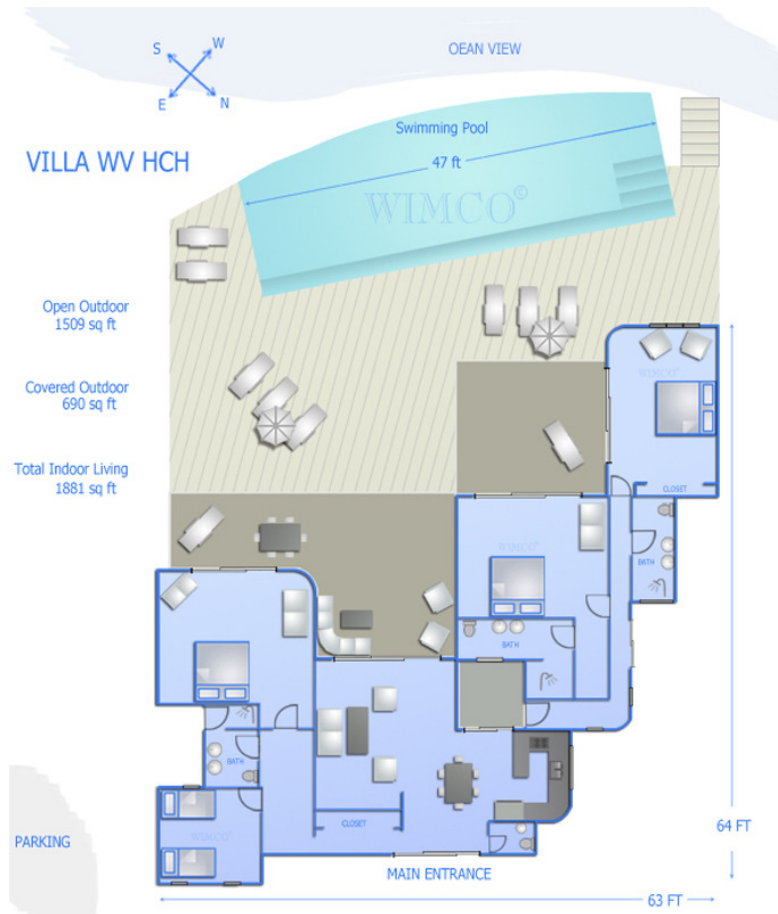 S
W
OEAN VIEW
E
N
Swimming Pool
VILLA WV HCH
47 ft
WIMCO©
Open Outdoor
1509 sq ft
WIMCO©
Covered Outdoor
690 sq ft
Total Indoor Living
1881 sq ft
CLOSET
WIMCO©
BATH
BATH
BATH
WIMCO©
CLOSET
PARKING
64 FT
MAIN ENTRANCE
63 FT